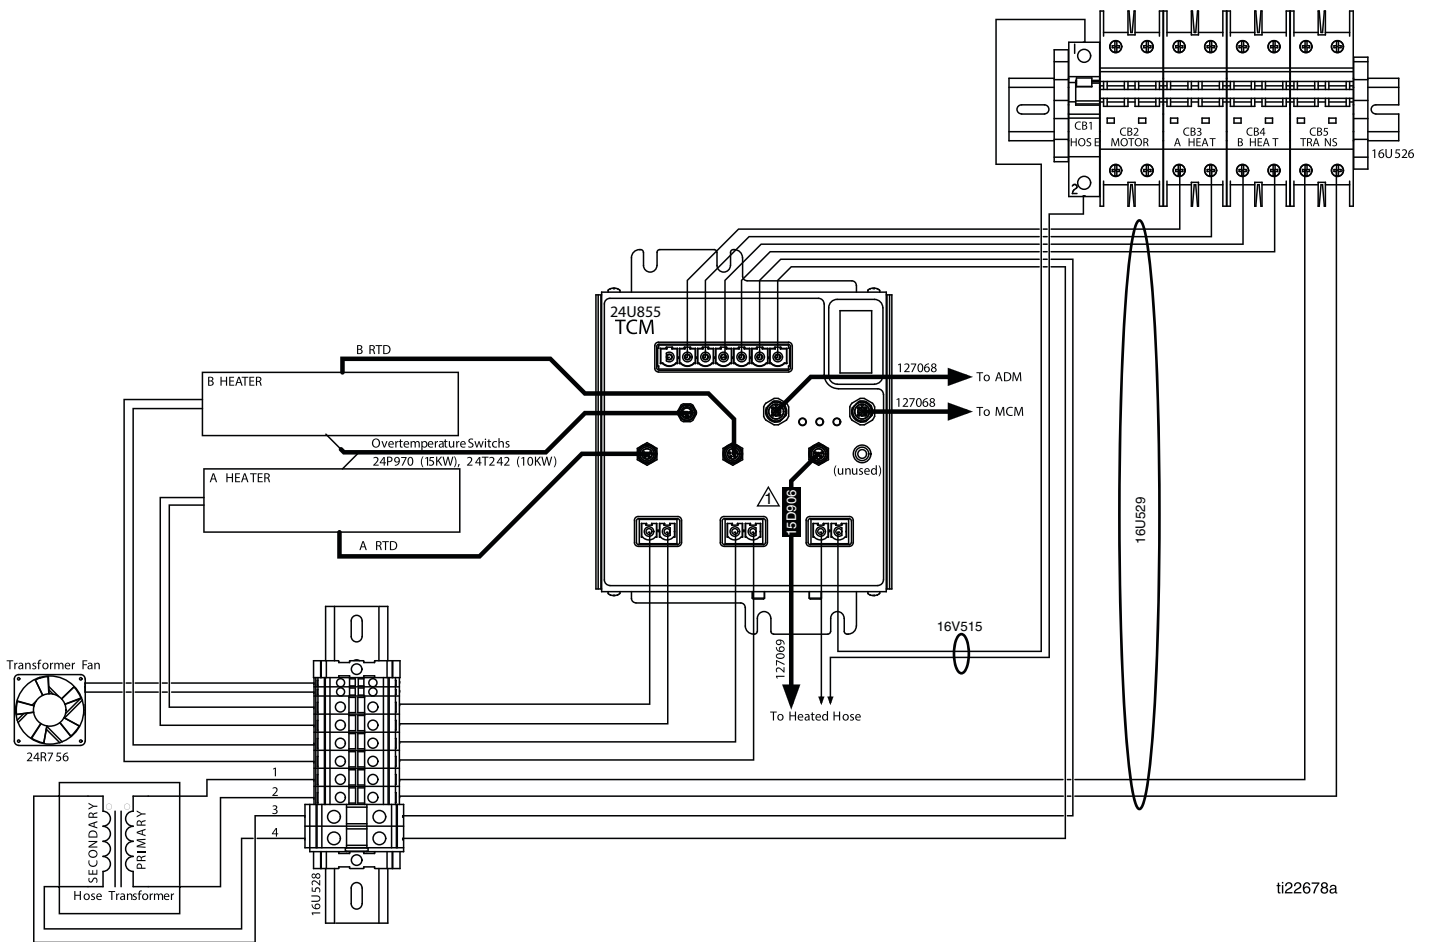 1
CB1
HOSE
2
CB2
MOTOR
CB3
A HEAT
CB4
B HEAT
CB5
TRANS
16U526
24U855
TCM
B RTD
B HEATER
127068
To ADM
127068
To MCM
Overtemperature Switchs
24P970 (15KW), 24T242 (10KW)
A HEATER
(unused)
1
15D906
A RTD
16U529
16V515
127069
To Heated Hose
Transformer Fan
24R756
1
2
3
4
SECONDARY
PRIMARY
Hose Transformer
16U528
ti22678a